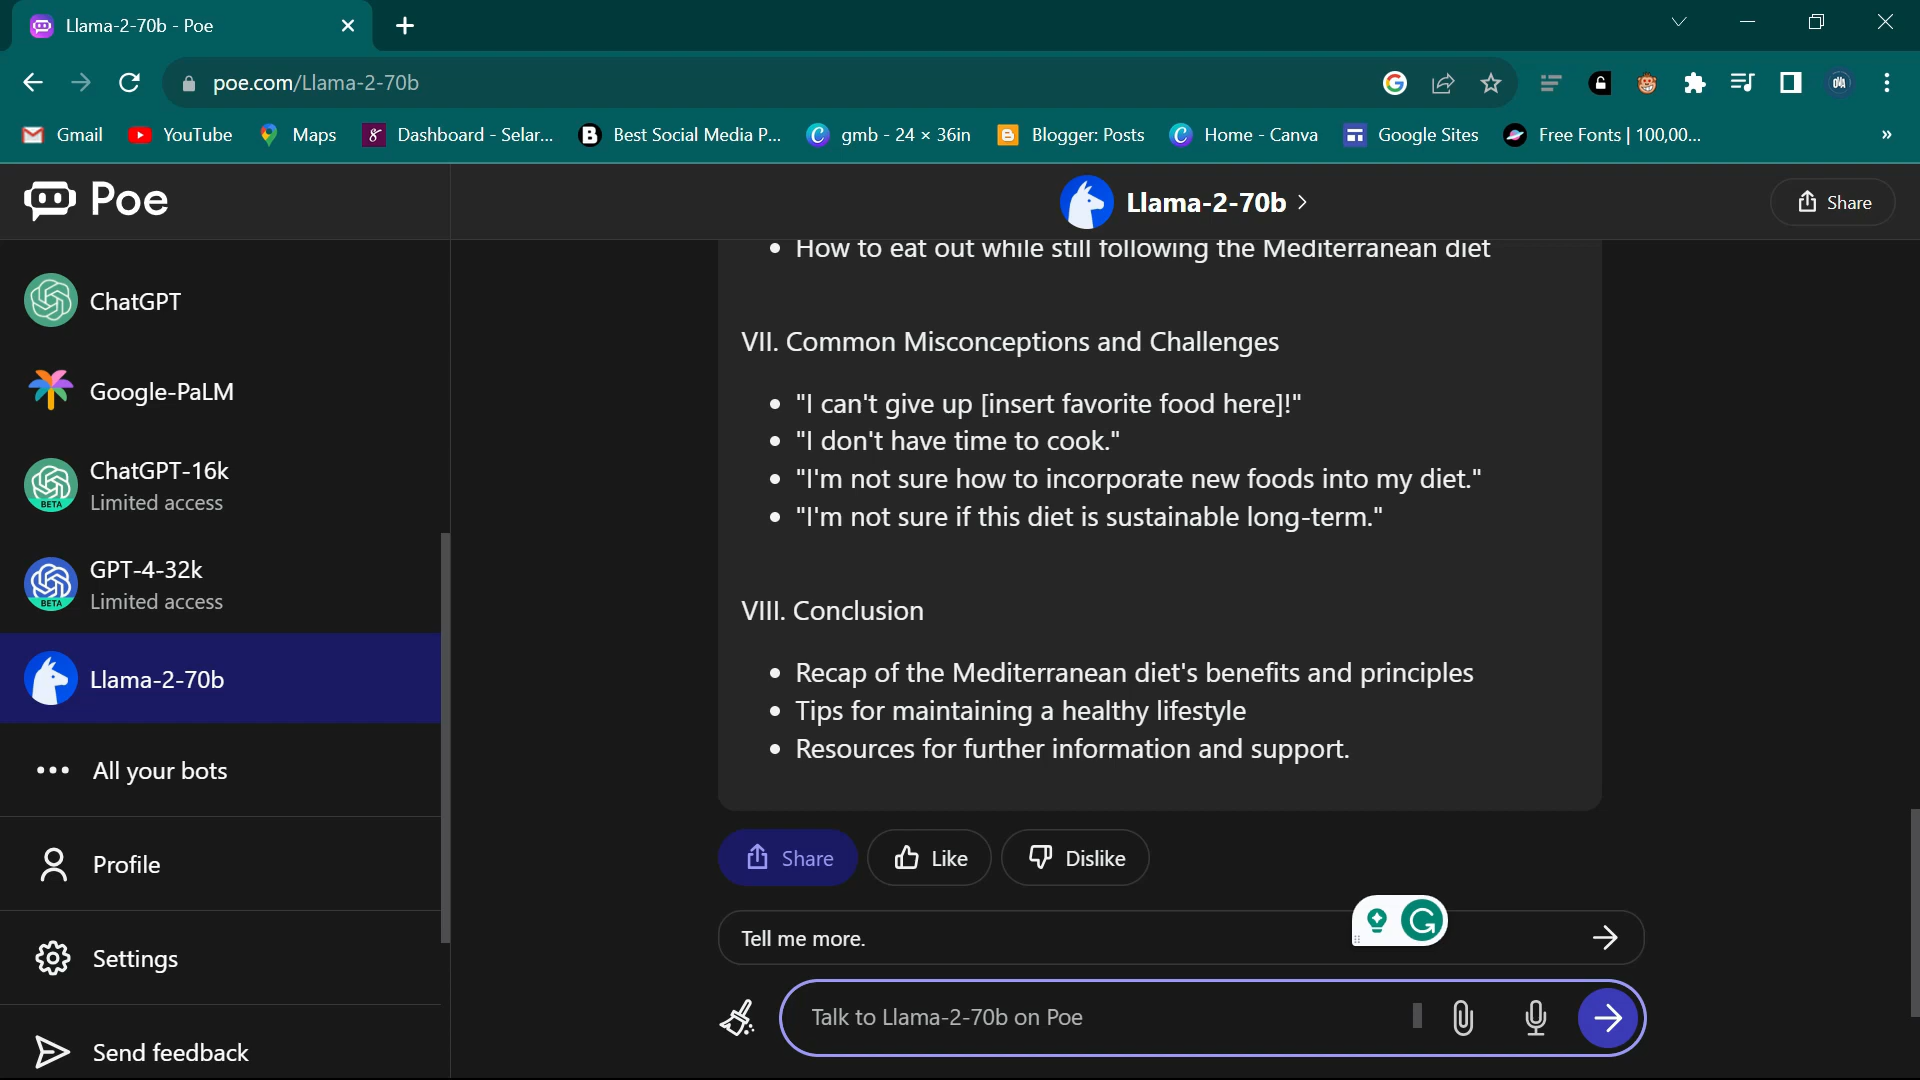 Llama-2-70b - Poe
poe.com/Llama-2-70b
Gmail
YouTube
Maps
Dashboard - Selar...
Best Social Media P...
gmb - 24 × 36in
Blogger: Posts
Home - Canva
Google Sites
Free Fonts | 100,00...
»
Poe
Llama-2-70b
Share
ChatGPT
Google-PaLM
ChatGPT-16k
Limited access
BETA
GPT-4-32k
Limited access
BETA
Llama-2-70b
All your bots
Profile
Settings
Send feedback
• How to eat out while still following the Mediterranean diet
VII. Common Misconceptions and Challenges
• "I can't give up [insert favorite food here]!"
• "I don't have time to cook."
• "I'm not sure how to incorporate new foods into my diet."
• "I'm not sure if this diet is sustainable long-term."
VIII. Conclusion
• Recap of the Mediterranean diet's benefits and principles
• Tips for maintaining a healthy lifestyle
• Resources for further information and support.
Share
Like
Dislike
Tell me more.
Talk to Llama-2-70b on Poe